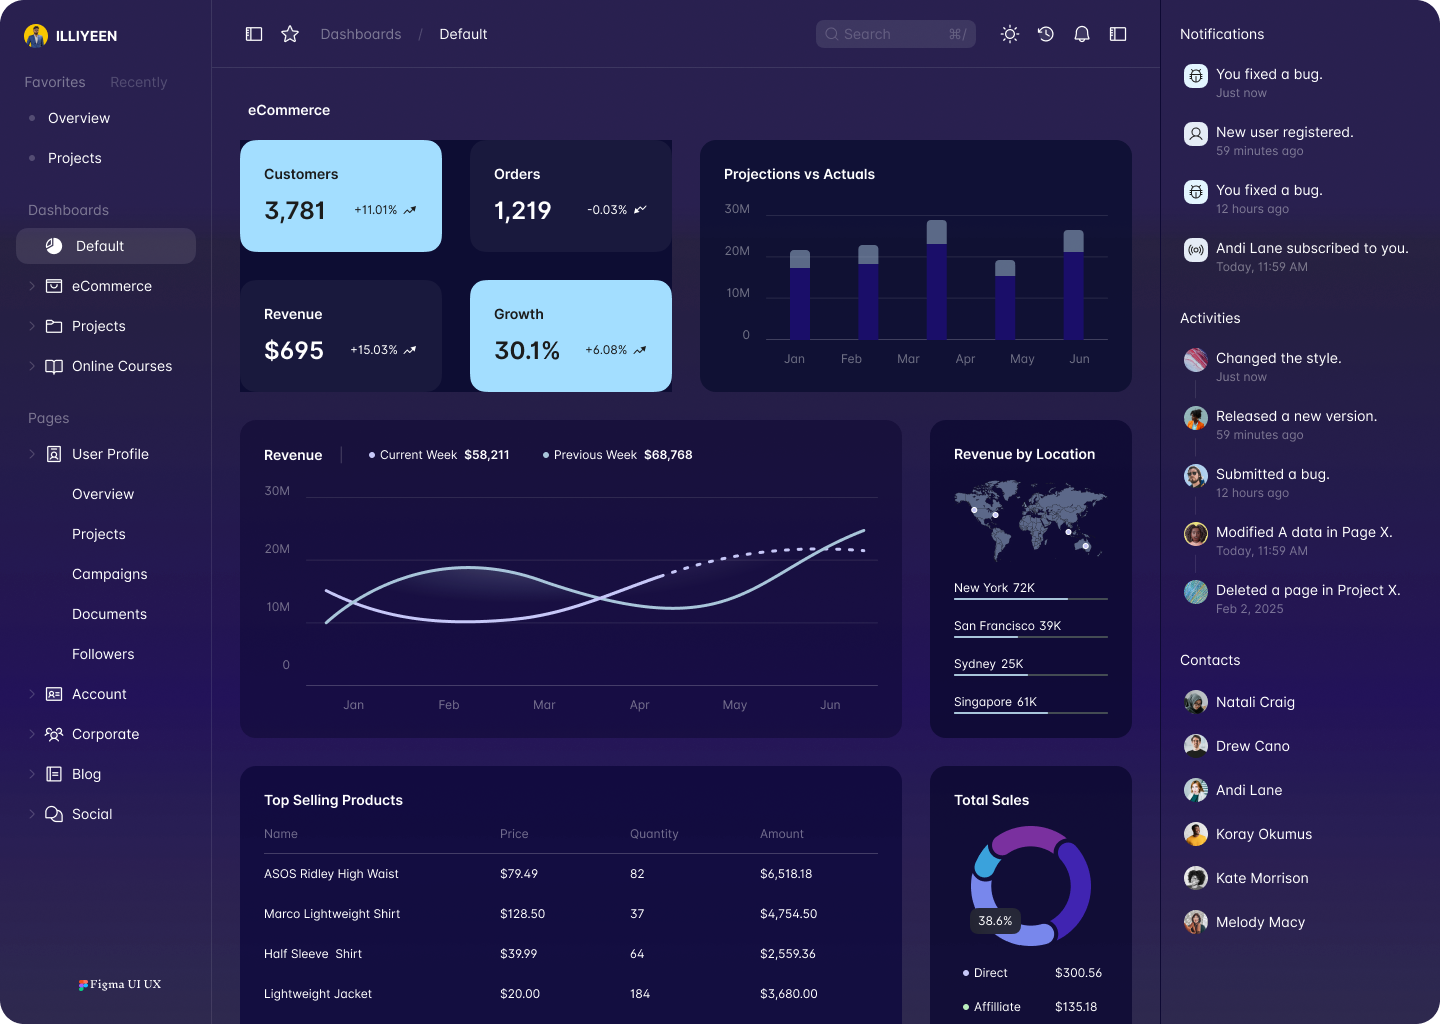 ILLIYEEN
Favorites Recently
Overview
Projects
Dashboards
Default
eCommerce
Projects
Online Courses
Pages
User Profile
Overview
Projects
Campaigns
Documents
Followers
Account
Corporate
Blog
Social
Figma UI UX
Dashboards / Default
Search ⌘/
eCommerce
Customers
3,781 +11.01%
Orders
1,219 -0.03%
Revenue
$695 +15.03%
Growth
30.1% +6.08%
Projections vs Actuals
30M
20M
10M
0
Jan Feb Mar Apr May Jun
Revenue Current Week $58,211 Previous Week $68,768
30M
20M
10M
0
Jan Feb Mar Apr May Jun
Revenue by Location
New York 72K
San Francisco 39K
Sydney 25K
Singapore 61K
Top Selling Products
Name Price Quantity Amount
ASOS Ridley High Waist $79.49 82 $6,518.18
Marco Lightweight Shirt $128.50 37 $4,754.50
Half Sleeve Shirt $39.99 64 $2,559.36
Lightweight Jacket $20.00 184 $3,680.00
Total Sales
38.6%
Direct $300.56
Affilliate $135.18
Notifications
You fixed a bug.
Just now
New user registered.
59 minutes ago
You fixed a bug.
12 hours ago
Andi Lane subscribed to you.
Today, 11:59 AM
Activities
Changed the style.
Just now
Released a new version.
59 minutes ago
Submitted a bug.
12 hours ago
Modified A data in Page X.
Today, 11:59 AM
Deleted a page in Project X.
Feb 2, 2025
Contacts
Natali Craig
Drew Cano
Andi Lane
Koray Okumus
Kate Morrison
Melody Macy